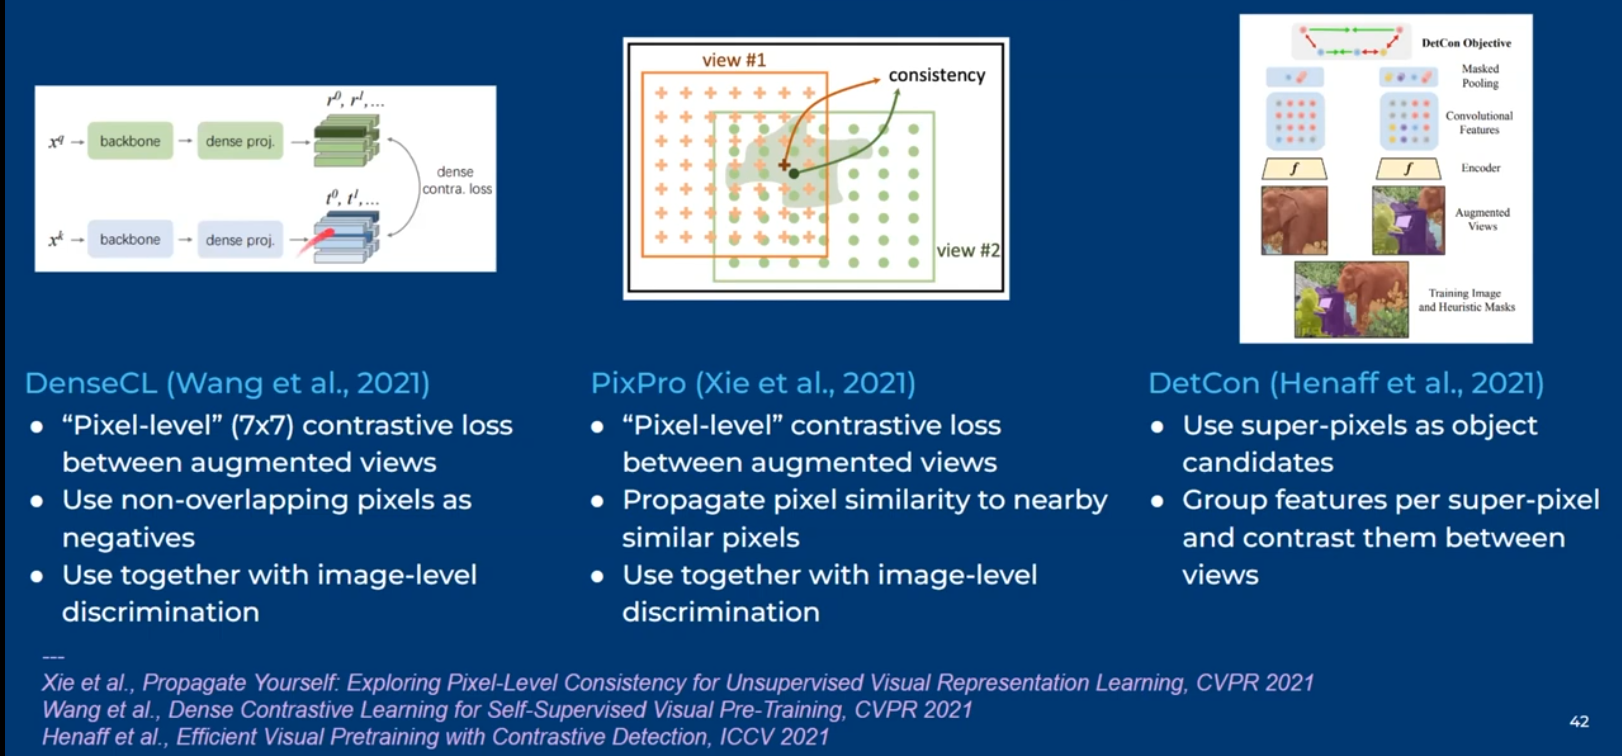 x^q
backbone
dense proj.
r^0, r^1,...
dense
contra. loss
x^k
backbone
dense proj.
t^0, t^1,...
view #1
consistency
view #2
DetCon Objective
Masked
Pooling
Convolutional
Features
f
f
Encoder
Augmented
Views
Training Image
and Heuristic Masks
DenseCL (Wang et al., 2021)
● “Pixel-level” (7x7) contrastive loss
between augmented views
● Use non-overlapping pixels as
negatives
● Use together with image-level
discrimination
PixPro (Xie et al., 2021)
● “Pixel-level” contrastive loss
between augmented views
● Propagate pixel similarity to nearby
similar pixels
● Use together with image-level
discrimination
DetCon (Henaff et al., 2021)
● Use super-pixels as object
candidates
● Group features per super-pixel
and contrast them between
views
---
Xie et al., Propagate Yourself: Exploring Pixel-Level Consistency for Unsupervised Visual Representation Learning, CVPR 2021
Wang et al., Dense Contrastive Learning for Self-Supervised Visual Pre-Training, CVPR 2021
Henaff et al., Efficient Visual Pretraining with Contrastive Detection, ICCV 2021
42